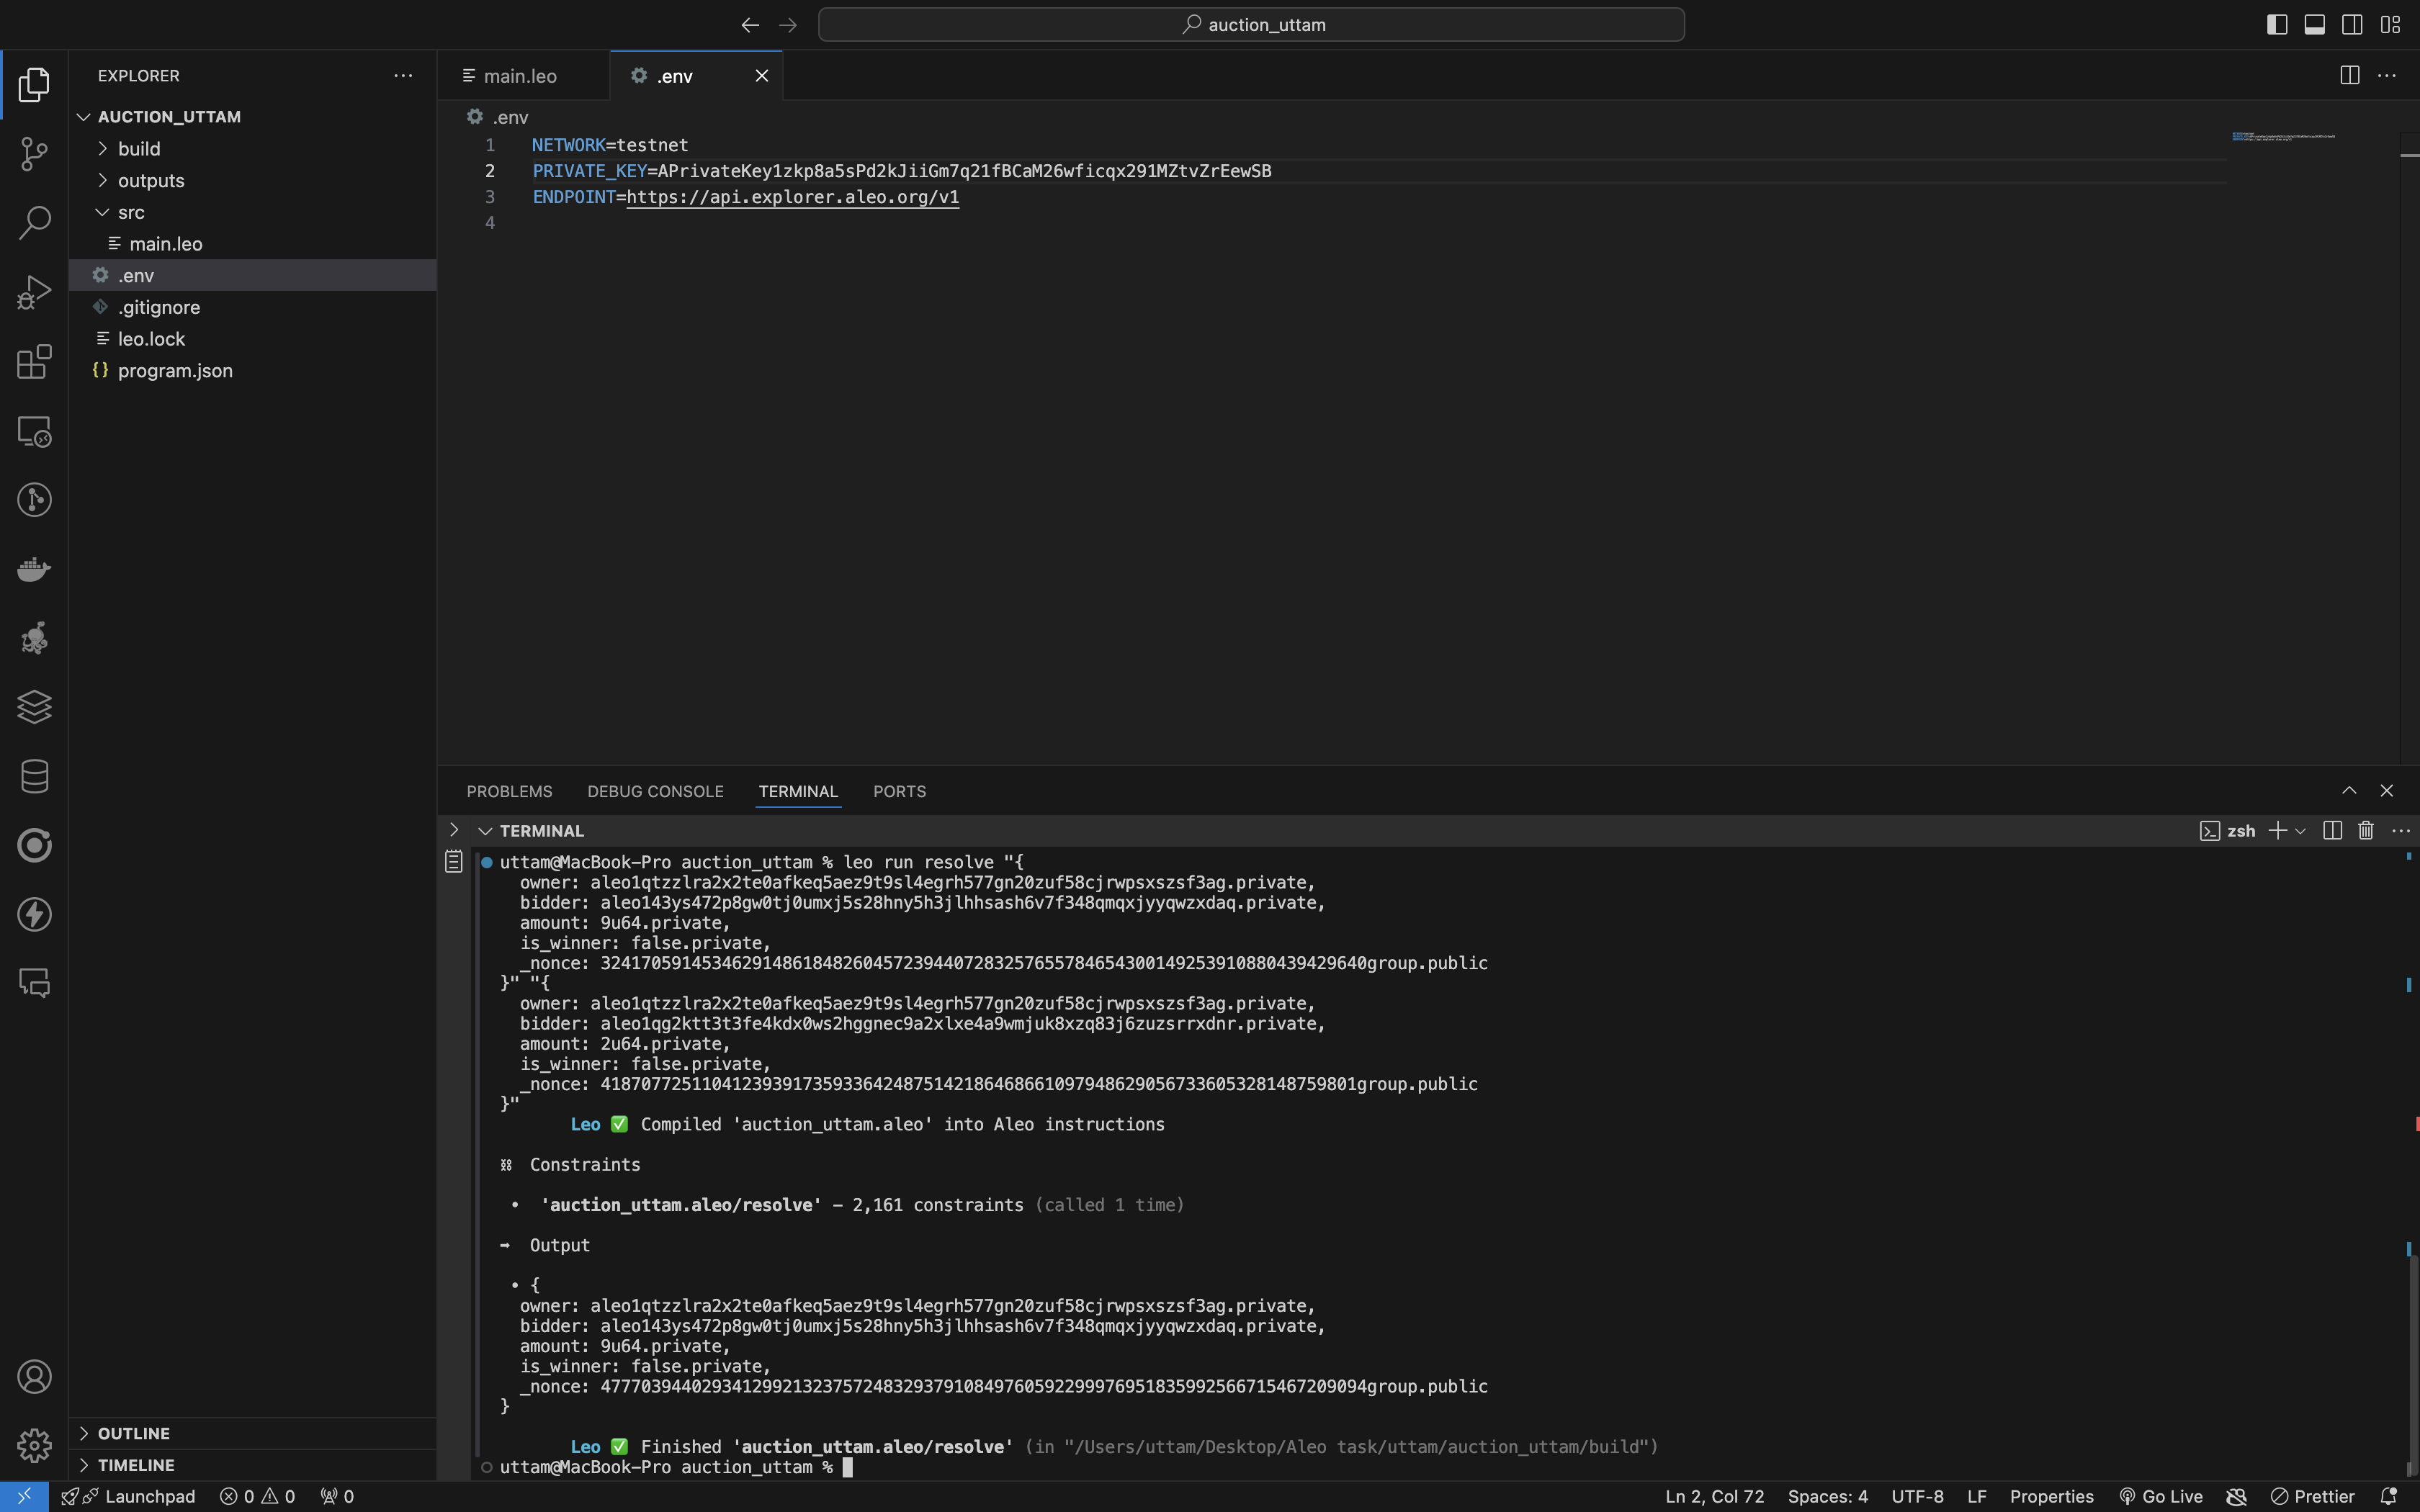 auction_uttam
EXPLORER
AUCTION_UTTAM
build
outputs
src
main.leo
.env
.gitignore
leo.lock
program.json
OUTLINE
TIMELINE
main.leo
.env
.env
1 NETWORK=testnet
2 PRIVATE_KEY=APrivateKey1zkp8a5sPd2kJiiGm7q21fBCaM26wficqx291MZtvZrEewSB
3 ENDPOINT=https://api.explorer.aleo.org/v1
4
PROBLEMS DEBUG CONSOLE TERMINAL PORTS
TERMINAL
zsh
uttam@MacBook-Pro auction_uttam % leo run resolve "{
owner: aleo1qtzzlra2x2te0afkeq5aez9t9sl4egrh577gn20zuf58cjrwpsxszsf3ag.private,
bidder: aleo143ys472p8gw0tj0umxj5s28hny5h3jlhhsash6v7f348qmqxjyyqwzxdaq.private,
amount: 9u64.private,
is_winner: false.private,
_nonce: 3241705914534629148618482604572394407283257655784654300149253910880439429640group.public
}" "{
owner: aleo1qtzzlra2x2te0afkeq5aez9t9sl4egrh577gn20zuf58cjrwpsxszsf3ag.private,
bidder: aleo1qg2ktt3t3fe4kdx0ws2hggnec9a2xlxe4a9wmjuk8xzq83j6zuzsrrxdnr.private,
amount: 2u64.private,
is_winner: false.private,
_nonce: 418707725110412393917359336424875142186468661097948629056733605328148759801group.public
}"
Leo ✅ Compiled 'auction_uttam.aleo' into Aleo instructions
⛓ Constraints
• 'auction_uttam.aleo/resolve' – 2,161 constraints (called 1 time)
➡ Output
• {
owner: aleo1qtzzlra2x2te0afkeq5aez9t9sl4egrh577gn20zuf58cjrwpsxszsf3ag.private,
bidder: aleo143ys472p8gw0tj0umxj5s28hny5h3jlhhsash6v7f348qmqxjyyqwzxdaq.private,
amount: 9u64.private,
is_winner: false.private,
_nonce: 4777039440293412992132375724832937910849760592299976951835992566715467209094group.public
}
Leo ✅ Finished 'auction_uttam.aleo/resolve' (in "/Users/uttam/Desktop/Aleo task/uttam/auction_uttam/build")
uttam@MacBook-Pro auction_uttam %
Launchpad 0 0 0 Ln 2, Col 72 Spaces: 4 UTF-8 LF Properties Go Live Prettier